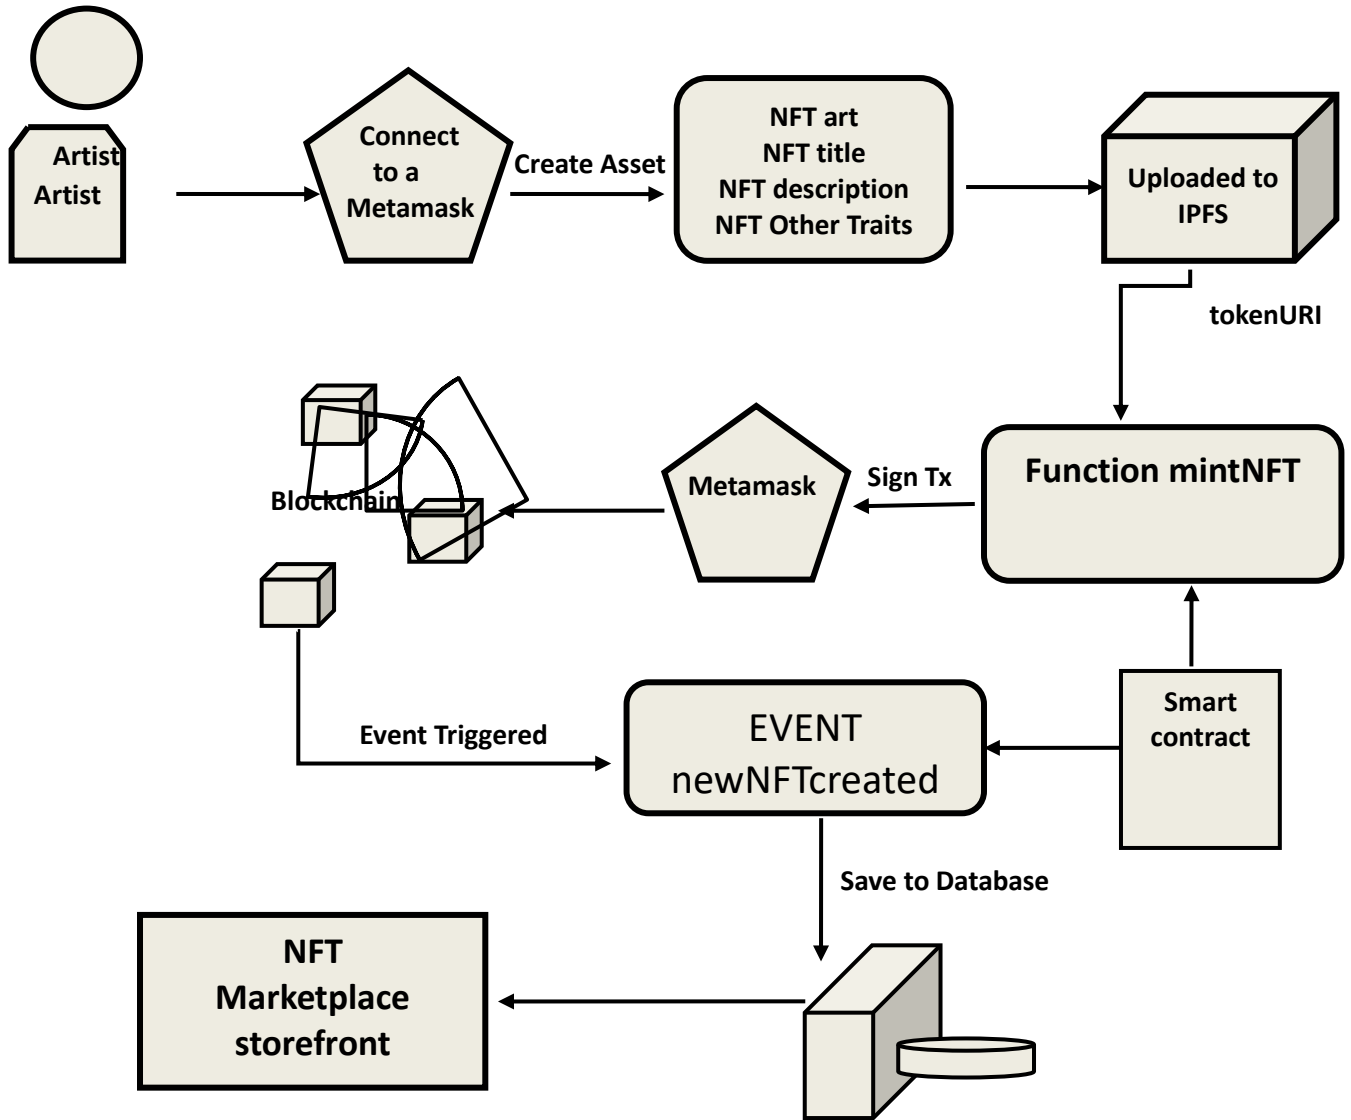 Artist
Artist
Connect
to a
Metamask
Create Asset
NFT art
NFT title
NFT description
NFT Other Traits
Uploaded to
IPFS
tokenURI
Function mintNFT
Sign Tx
Metamask
Blockchain
Smart
contract
EVENT
newNFTcreated
Event Triggered
Save to Database
NFT
Marketplace
storefront